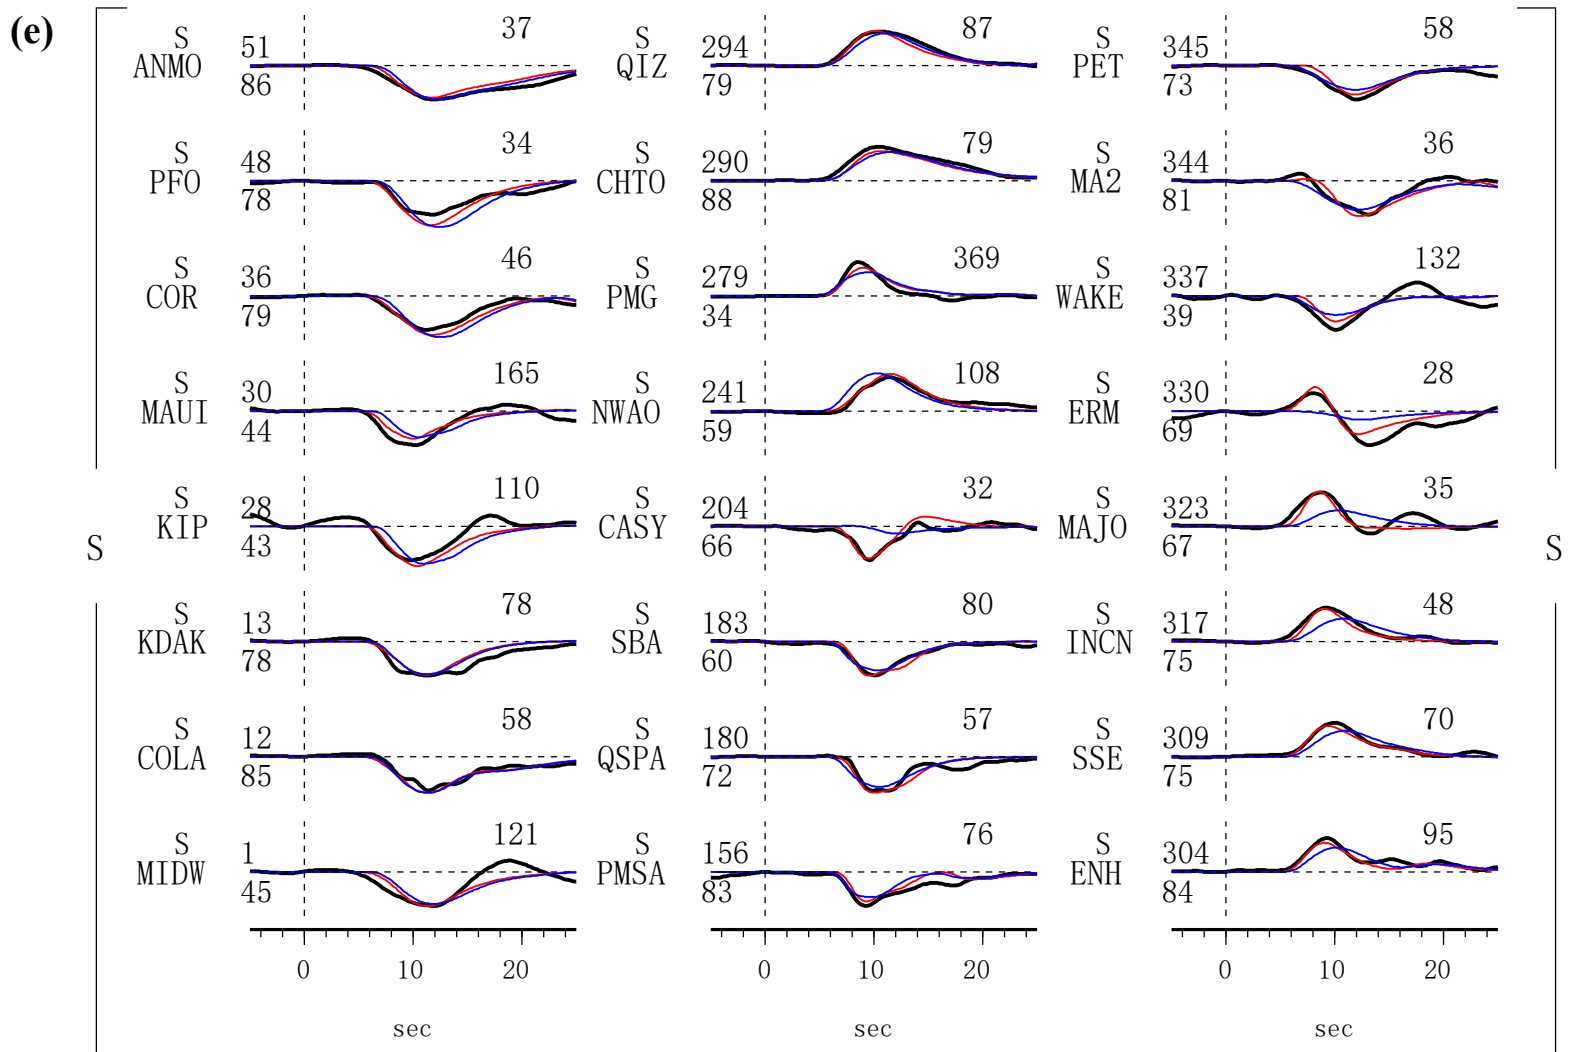 (e)
S
ANMO
51
86
37
S
QIZ
294
79
87
S
PET
345
73
58
S
PFO
48
78
34
S
CHTO
290
88
79
S
MA2
344
81
36
S
COR
36
79
46
S
PMG
279
34
369
S
WAKE
337
39
132
S
MAUI
30
44
165
S
NWAO
241
59
108
S
ERM
330
69
28
S
KIP
28
43
110
S
CASY
204
66
32
S
MAJO
323
67
35
S
S
S
KDAK
13
78
78
S
SBA
183
60
80
S
INCN
317
75
48
S
COLA
12
85
58
S
QSPA
180
72
57
S
SSE
309
75
70
S
MIDW
1
45
121
S
PMSA
156
83
76
S
ENH
304
84
95
0 10 20
0 10 20
0 10 20
sec
sec
sec